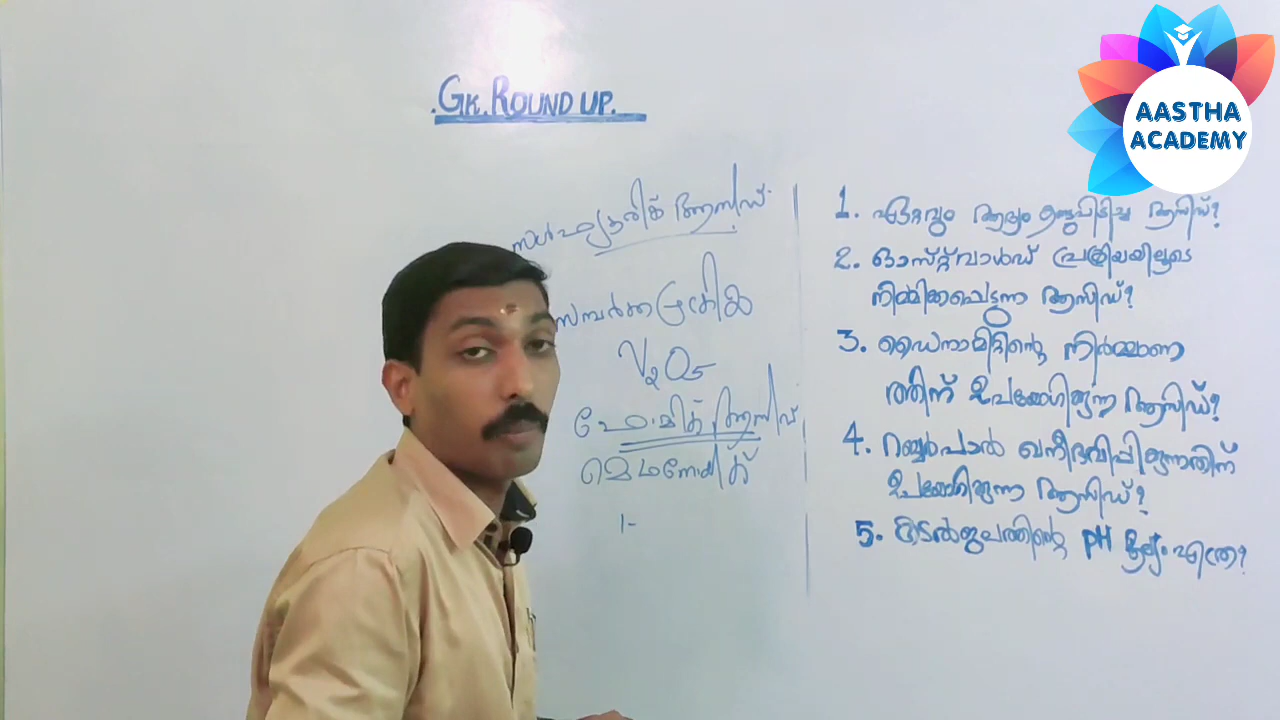 GK. ROUND UP.
AASTHA
ACADEMY
സൾഫ്യൂരിക് ആസിഡ്
സമ്പർക്ക പ്രക്രിയ
V₂O₅
ഫോമിക് ആസിഡ്
മെഥനോയിക്
1. ഏറ്റവും ആദ്യം കണ്ടുപിടിച്ച ആസിഡ്?
2. ഓസ്റ്റ്‌വാൾഡ് പ്രക്രിയയിലൂടെ
നിർമ്മിക്കപ്പെടുന്ന ആസിഡ്?
3. ഡൈനാമിറ്റിന്റെ നിർമ്മാണ
ത്തിന് ഉപയോഗിക്കുന്ന ആസിഡ്?
4. റബ്ബർപാൽ ഖനീഭവിപ്പിക്കുന്നതിന്
ഉപയോഗിക്കുന്ന ആസിഡ്?
5. കടൽജലത്തിന്റെ pH മൂല്യം എത്ര?